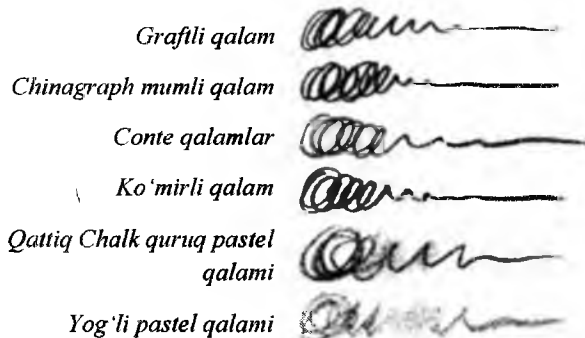 Graftli qalam
Chinagraph mumli qalam
Conte qalamlar
Ko‘mirli qalam
Qattiq Chalk quruq pastel
qalami
Yog‘li pastel qalami